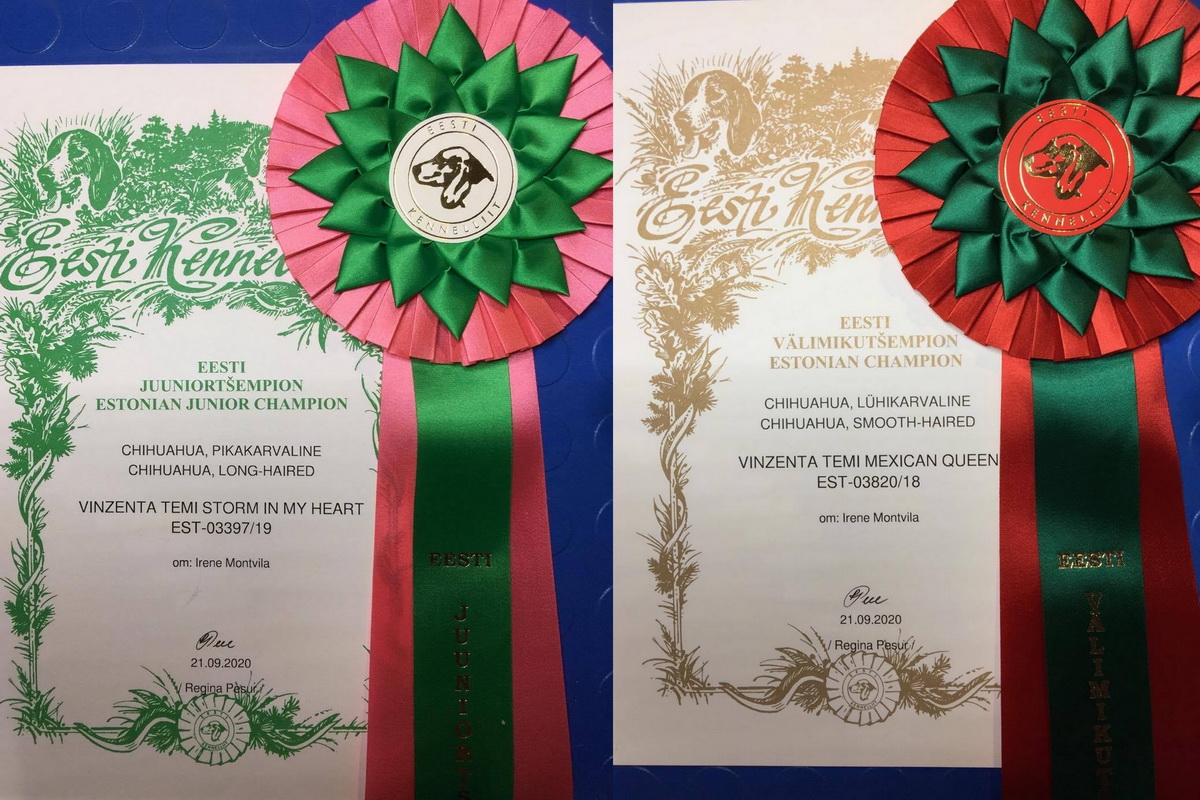 EESTI
KENNELLIIT
Eesti Kennel
EESTI
JUUNIORTŠEMPION
ESTONIAN JUNIOR CHAMPION
CHIHUAHUA, PIKAKARVALINE
CHIHUAHUA, LONG-HAIRED
VINZENTA TEMI STORM IN MY HEART
EST-03397/19
om: Irene Montvila
21.09.2020
/ Regina Pesur /
KENNELLIIT
EESTI
JUUNIORTŠ
EESTI
KENNELLIIT
Eesti Kenn
EESTI
VÄLIMIKUTŠEMPION
ESTONIAN CHAMPION
CHIHUAHUA, LÜHIKARVALINE
CHIHUAHUA, SMOOTH-HAIRED
VINZENTA TEMI MEXICAN QUEEN
EST-03820/18
om: Irene Montvila
21.09.2020
/ Regina Pesur /
EESTI
VÄLIMIKUT